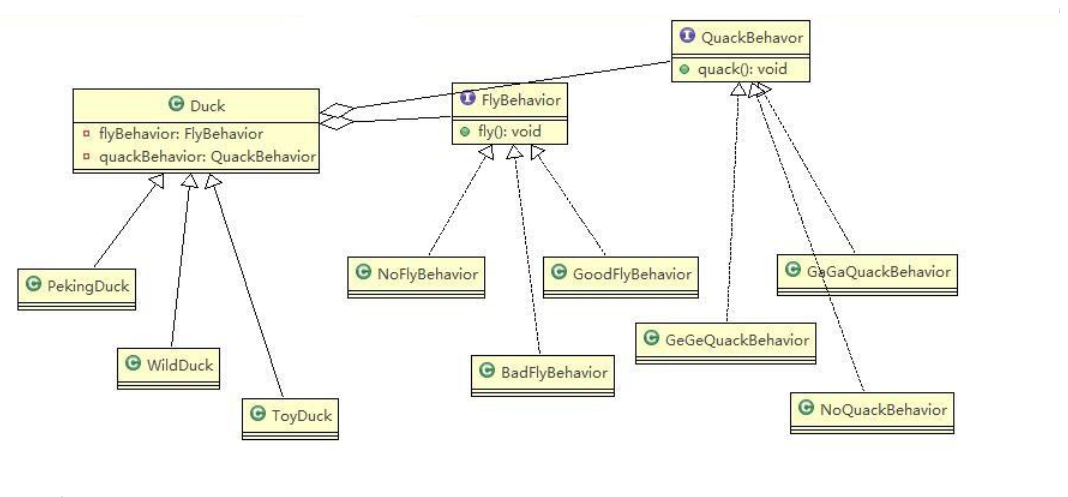 QuackBehavor
quack(): void
FlyBehavior
fly(): void
Duck
flyBehavior: FlyBehavior
quackBehavior: QuackBehavior
PekingDuck
WildDuck
ToyDuck
NoFlyBehavior
GoodFlyBehavior
BadFlyBehavior
GaGaQuackBehavior
GeGeQuackBehavior
NoQuackBehavior